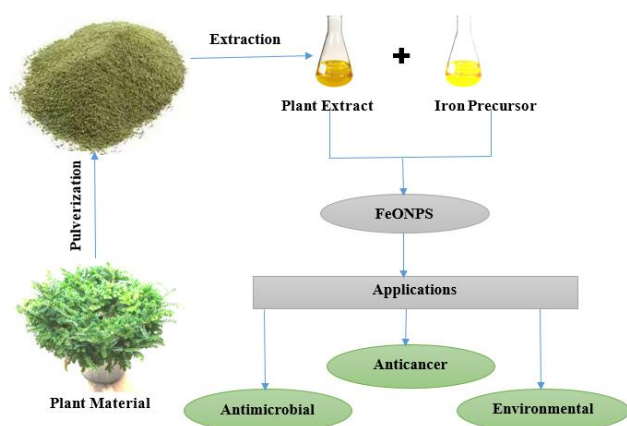 Extraction
Plant Extract
Iron Precursor
Pulverization
FeONPS
Applications
Anticancer
Plant Material
Antimicrobial
Environmental